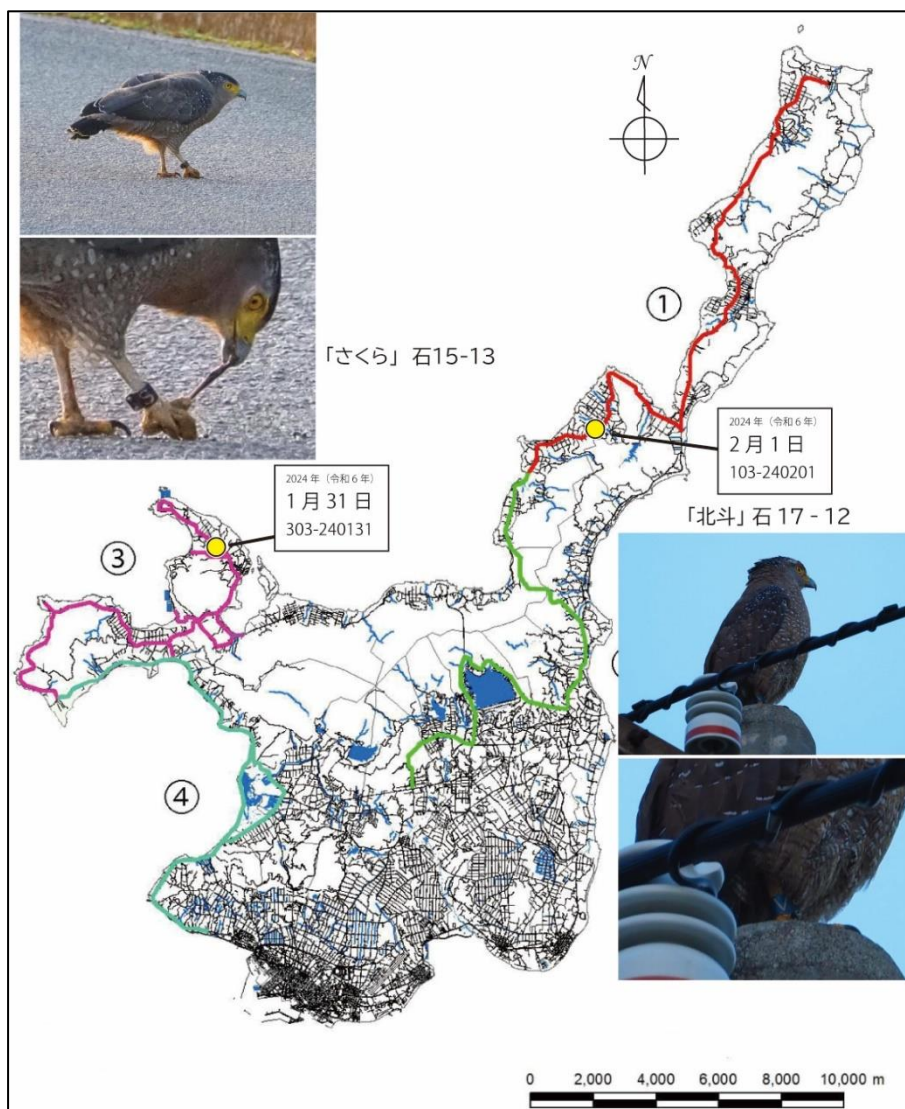 N
①
「さくら」 石15-13
2024年（令和6年）
2月1日
103-240201
「北斗」石17-12
2024年（令和6年）
1月31日
303-240131
③
④
0 2,000 4,000 6,000 8,000 10,000 m